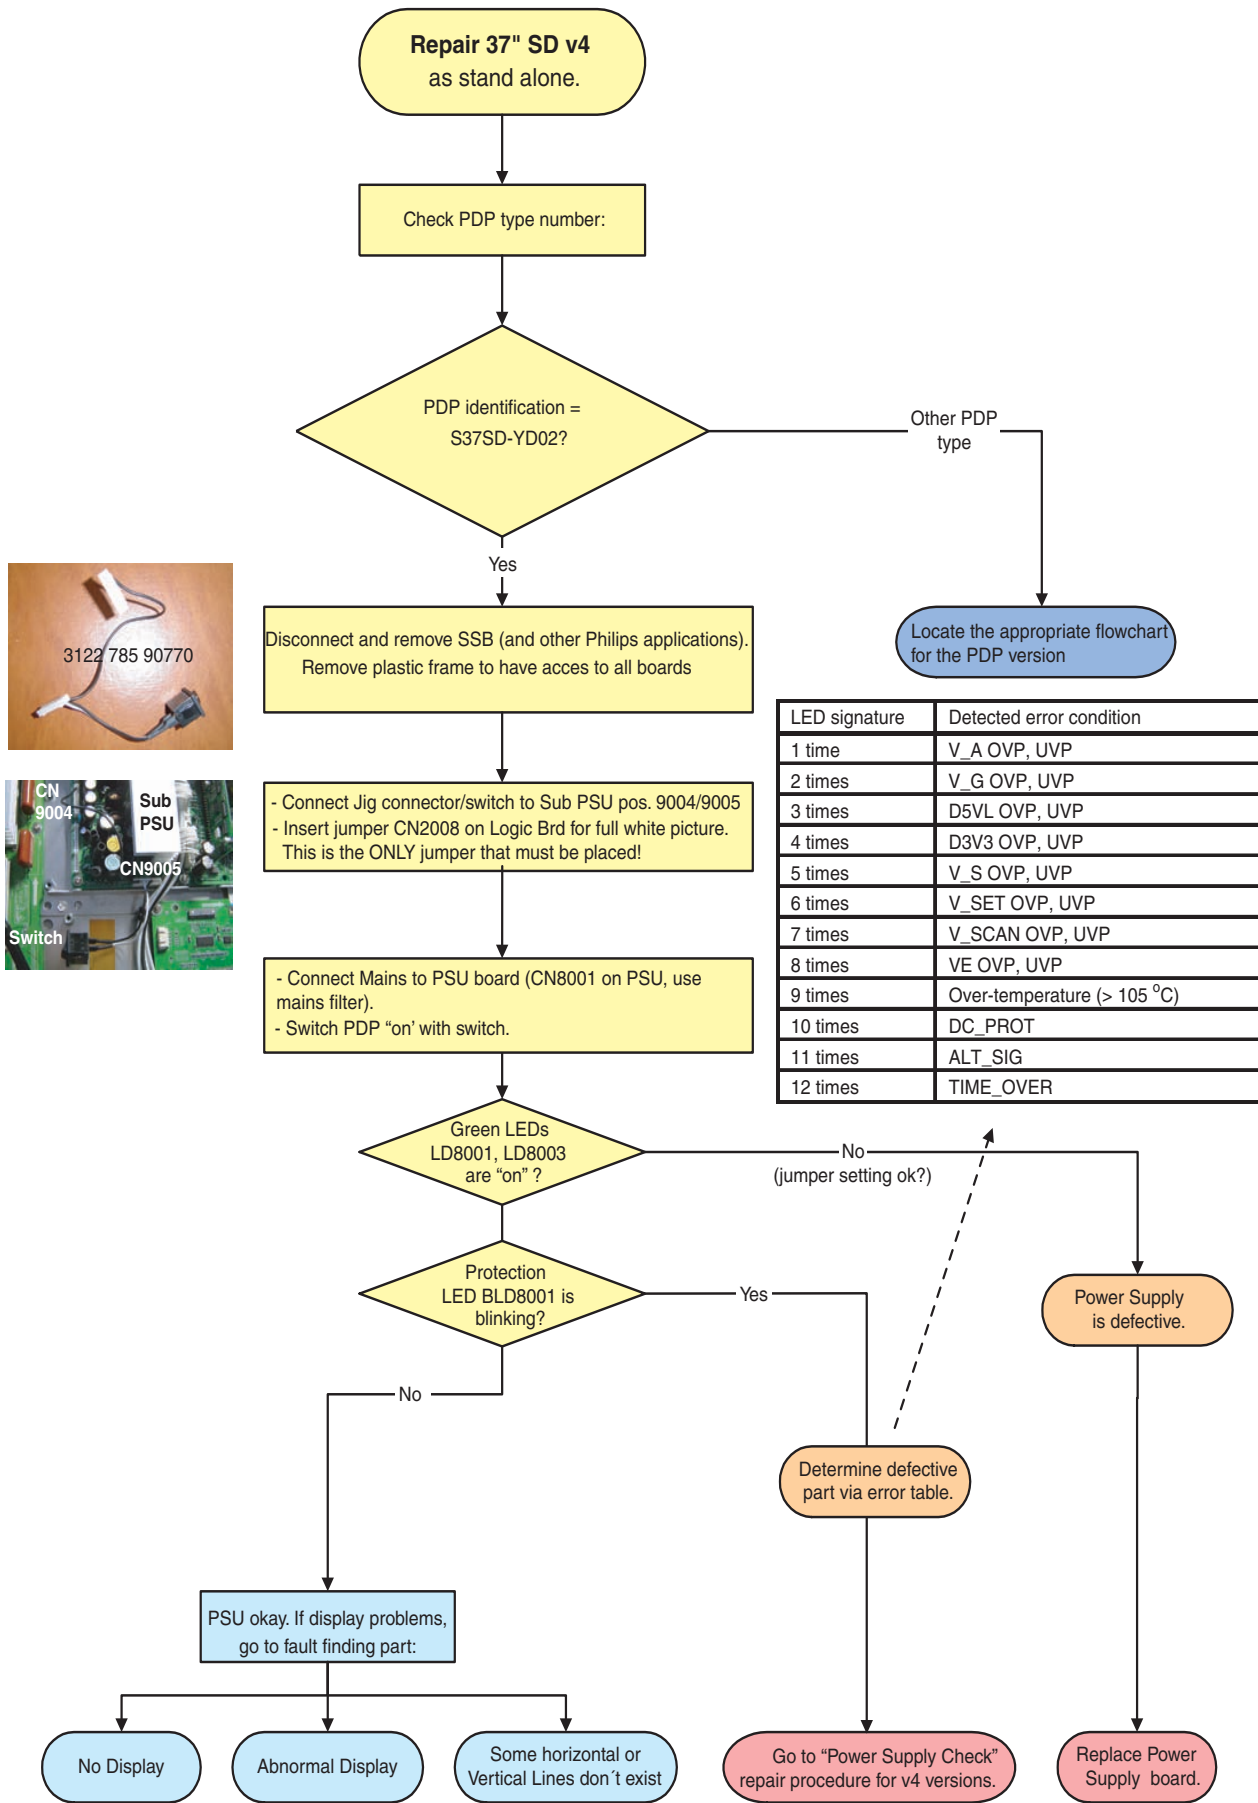 Repair 37" SD v4
as stand alone.
Check PDP type number:
PDP identification =
S37SD-YD02?
Other PDP
type
Yes
3122 785 90770
Disconnect and remove SSB (and other Philips applications).
Remove plastic frame to have acces to all boards
Locate the appropriate flowchart
for the PDP version
CN
9004
Sub
PSU
CN9005
Switch
- Connect Jig connector/switch to Sub PSU pos. 9004/9005
- Insert jumper CN2008 on Logic Brd for full white picture.
This is the ONLY jumper that must be placed!
- Connect Mains to PSU board (CN8001 on PSU, use
mains filter).
- Switch PDP “on’ with switch.
LED signature Detected error condition
1 time V_A OVP, UVP
2 times V_G OVP, UVP
3 times D5VL OVP, UVP
4 times D3V3 OVP, UVP
5 times V_S OVP, UVP
6 times V_SET OVP, UVP
7 times V_SCAN OVP, UVP
8 times VE OVP, UVP
9 times Over-temperature (> 105 °C)
10 times DC_PROT
11 times ALT_SIG
12 times TIME_OVER
Green LEDs
LD8001, LD8003
are “on” ?
No
(jumper setting ok?)
Protection
LED BLD8001 is
blinking?
Yes
Power Supply
is defective.
No
Determine defective
part via error table.
PSU okay. If display problems,
go to fault finding part:
No Display
Abnormal Display
Some horizontal or
Vertical Lines don´t exist
Go to “Power Supply Check”
repair procedure for v4 versions.
Replace Power
Supply board.